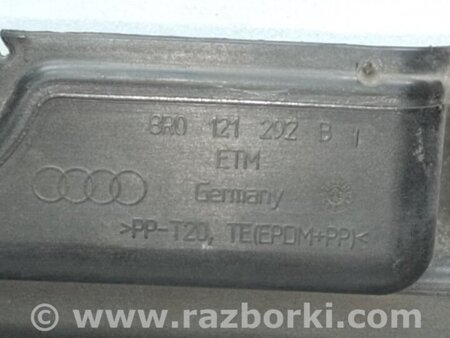 8R0 121 292 B
ETM
Germany
>PP-T20, TE(EPDM+PP)<
© www.razborki.com